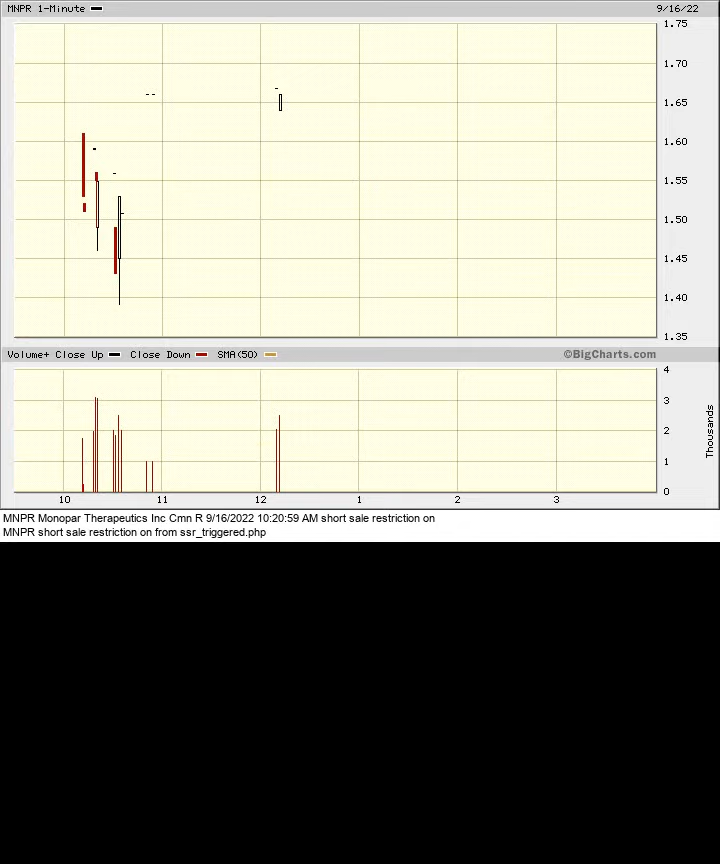 MNPR 1-Minute 9/16/22
1.75
1.70
1.65
1.60
1.55
1.50
1.45
1.40
1.35
Volume+ Close Up Close Down SMA(50) ©BigCharts.com
4
3
2
1
0
Thousands
10 11 12 1 2 3
MNPR Monopar Therapeutics Inc Cmn R 9/16/2022 10:20:59 AM short sale restriction on
MNPR short sale restriction on from ssr_triggered.php